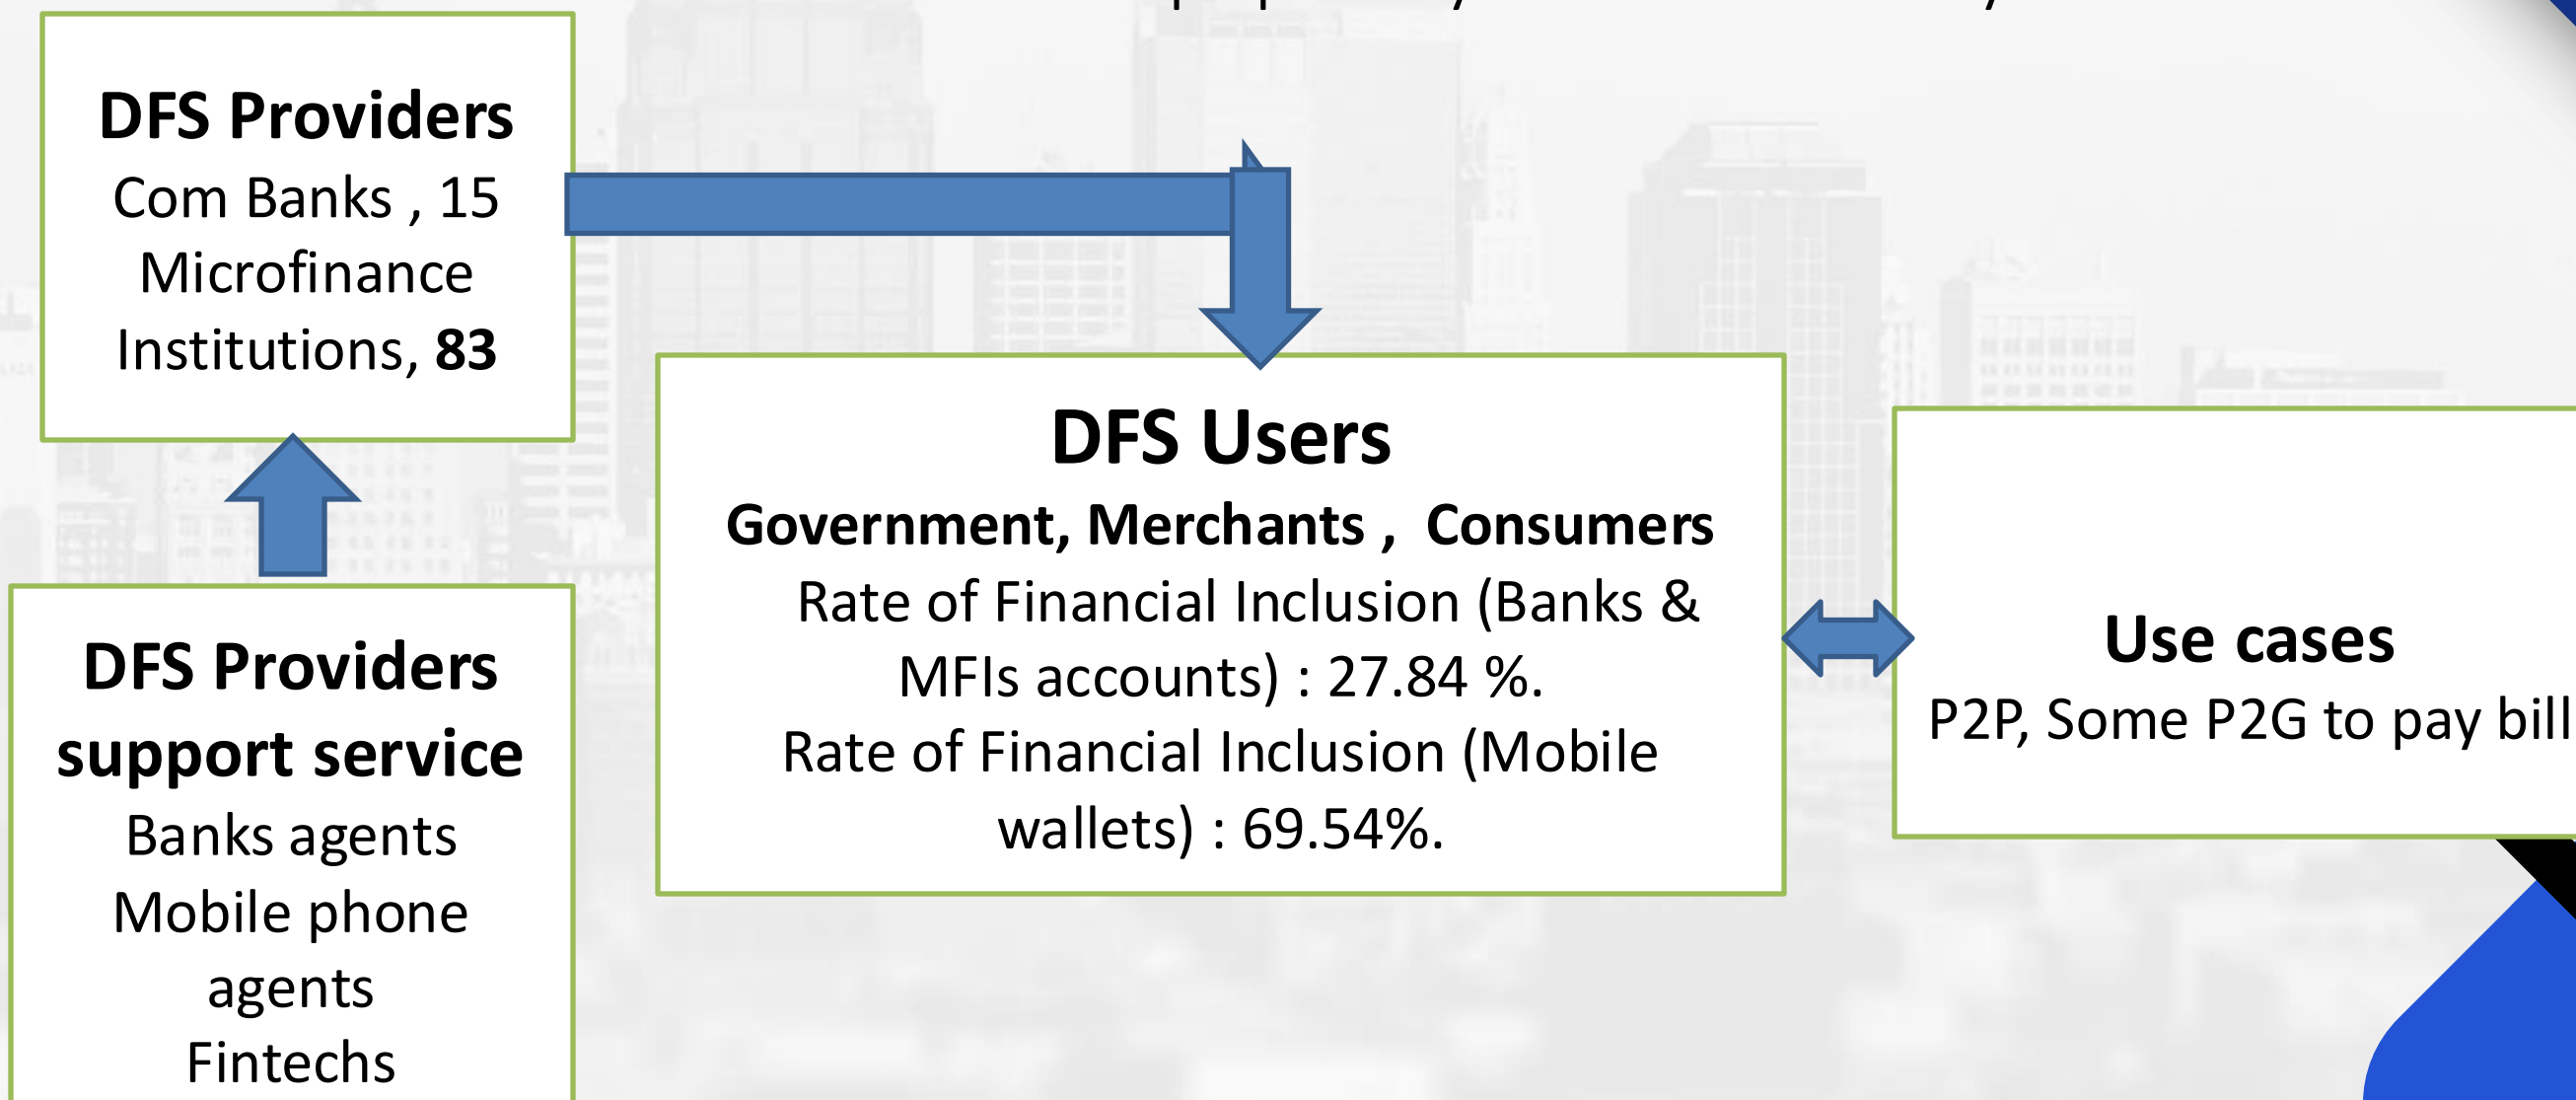 DFS Providers
Com Banks , 15
Microfinance
Institutions, 83
DFS Users
Government, Merchants , Consumers
Rate of Financial Inclusion (Banks &
MFIs accounts) : 27.84 %.
Rate of Financial Inclusion (Mobile
wallets) : 69.54%.
Use cases
P2P, Some P2G to pay bill
DFS Providers
support service
Banks agents
Mobile phone
agents
Fintechs